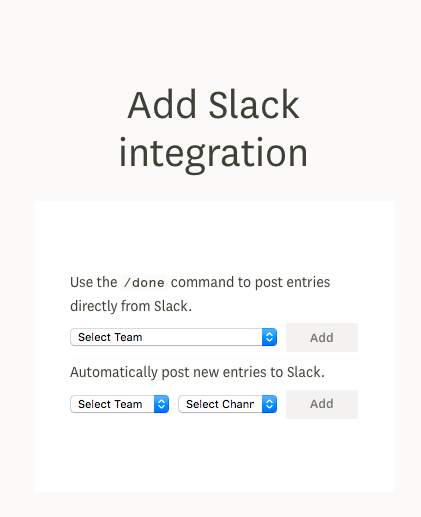 Add Slack
integration
Use the /done command to post entries
directly from Slack.
Select Team Add
Automatically post new entries to Slack.
Select Team Select Chanr Add